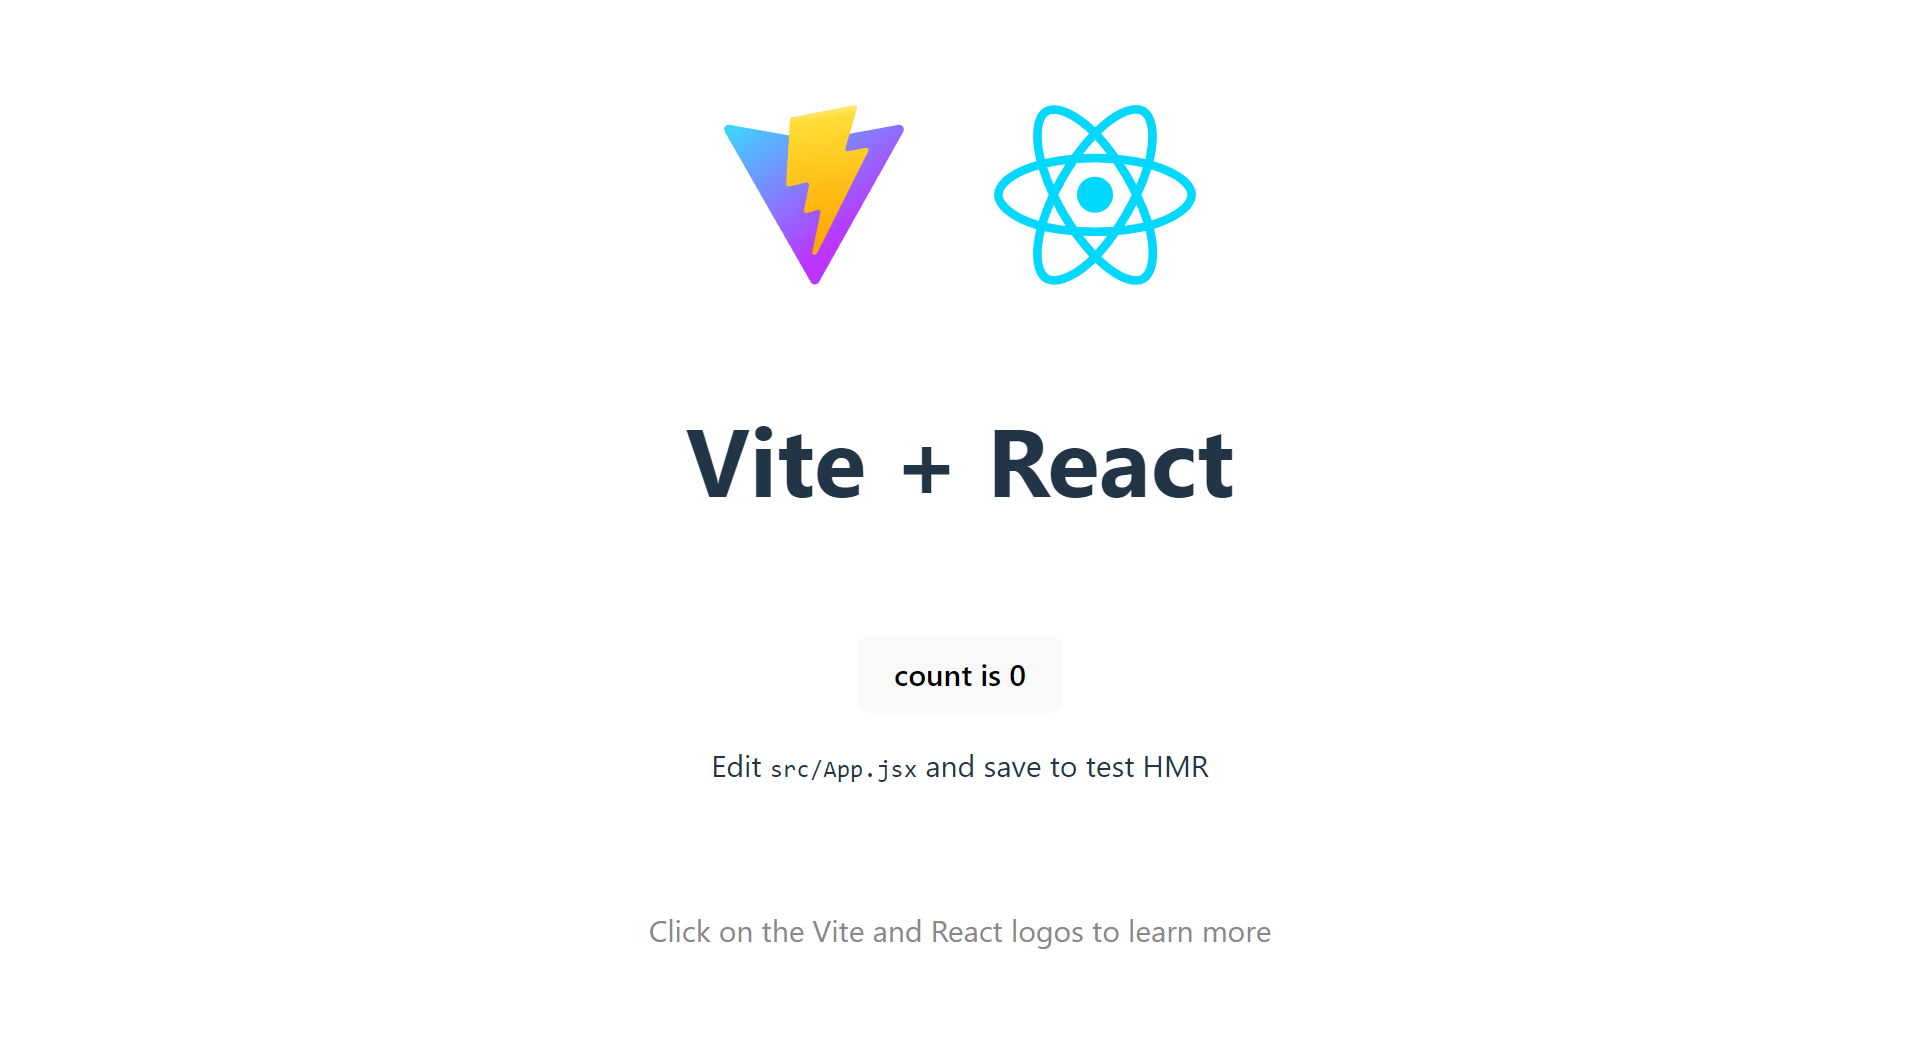 Vite + React
count is 0
Edit src/App.jsx and save to test HMR
Click on the Vite and React logos to learn more